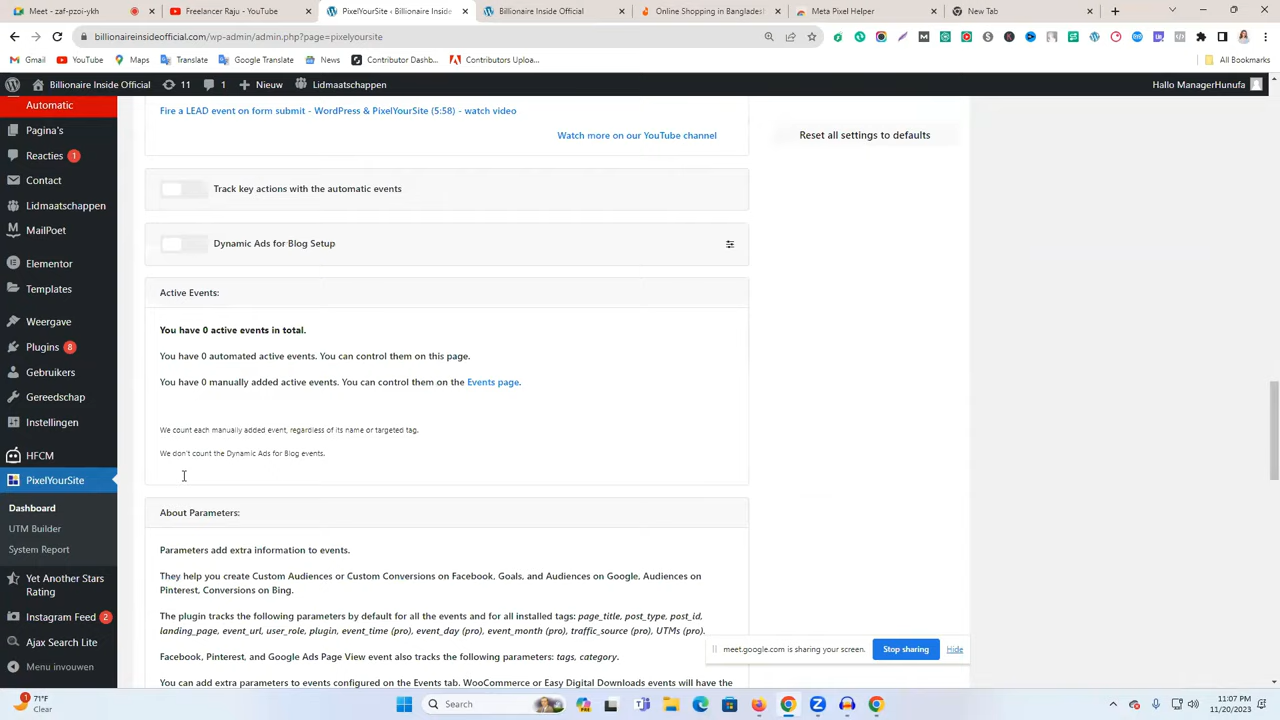 Meet - zaf-pzoi-xyh
Freelancer Raju - YouTube
PixelYourSite ‹ Billionaire Inside
Billionaire Inside Official
Online Shopping in Bangladesh
Meta Pixel Helper
New Tab
billionaireinsideofficial.com/wp-admin/admin.php?page=pixelyoursite
Gmail
YouTube
Maps
Translate
Google Translate
News
Contributor Dashb...
Contributors Uploa...
All Bookmarks
Billionaire Inside Official
11
1
Nieuw
Lidmaatschappen
Hallo ManagerHunufa
Automatic
Pagina's
Reacties 1
Contact
Lidmaatschappen
MailPoet
Elementor
Templates
Weergave
Plugins 8
Gebruikers
Gereedschap
Instellingen
HFCM
PixelYourSite
Dashboard
UTM Builder
System Report
Yet Another Stars
Rating
Instagram Feed 2
Ajax Search Lite
Menu invouwen
Fire a LEAD event on form submit - WordPress & PixelYourSite (5:58) - watch video
Watch more on our YouTube channel
Reset all settings to defaults
Track key actions with the automatic events
Dynamic Ads for Blog Setup
Active Events:
You have 0 active events in total.
You have 0 automated active events. You can control them on this page.
You have 0 manually added active events. You can control them on the Events page.
We count each manually added event, regardless of its name or targeted tag.
We don't count the Dynamic Ads for Blog events.
About Parameters:
Parameters add extra information to events.
They help you create Custom Audiences or Custom Conversions on Facebook, Goals, and Audiences on Google, Audiences on
Pinterest, Conversions on Bing.
The plugin tracks the following parameters by default for all the events and for all installed tags: page_title, post_type, post_id,
landing_page, event_url, user_role, plugin, event_time (pro), event_day (pro), event_month (pro), traffic_source (pro), UTMs (pro).
Facebook, Pinterest, and Google Ads Page View event also tracks the following parameters: tags, category.
You can add extra parameters to events configured on the Events tab. WooCommerce or Easy Digital Downloads events will have the
meet.google.com is sharing your screen.
Stop sharing
Hide
71°F
Clear
Search
11:07 PM
11/20/2023